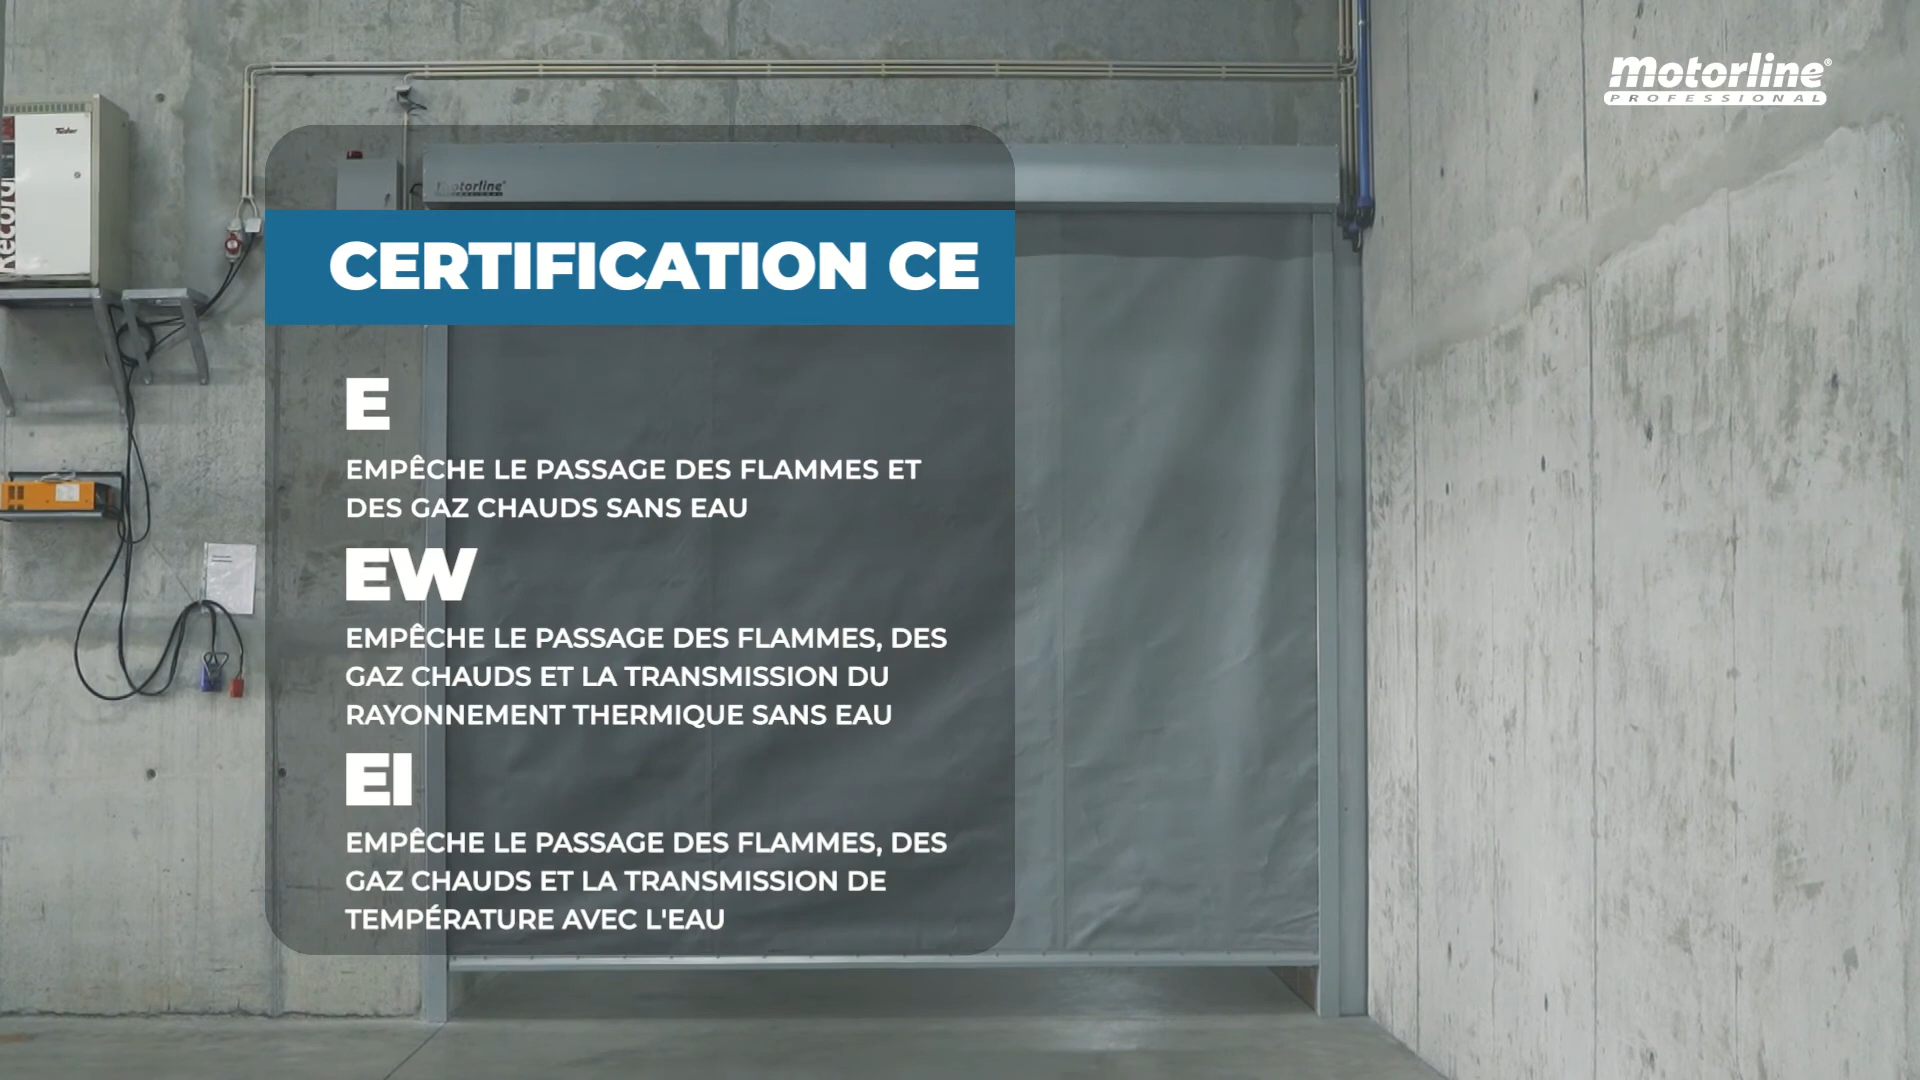 motorline®
PROFESSIONAL
Record
motorline®
CERTIFICATION CE
E
EMPÊCHE LE PASSAGE DES FLAMMES ET
DES GAZ CHAUDS SANS EAU
EW
EMPÊCHE LE PASSAGE DES FLAMMES, DES
GAZ CHAUDS ET LA TRANSMISSION DU
RAYONNEMENT THERMIQUE SANS EAU
EI
EMPÊCHE LE PASSAGE DES FLAMMES, DES
GAZ CHAUDS ET LA TRANSMISSION DE
TEMPÉRATURE AVEC L'EAU